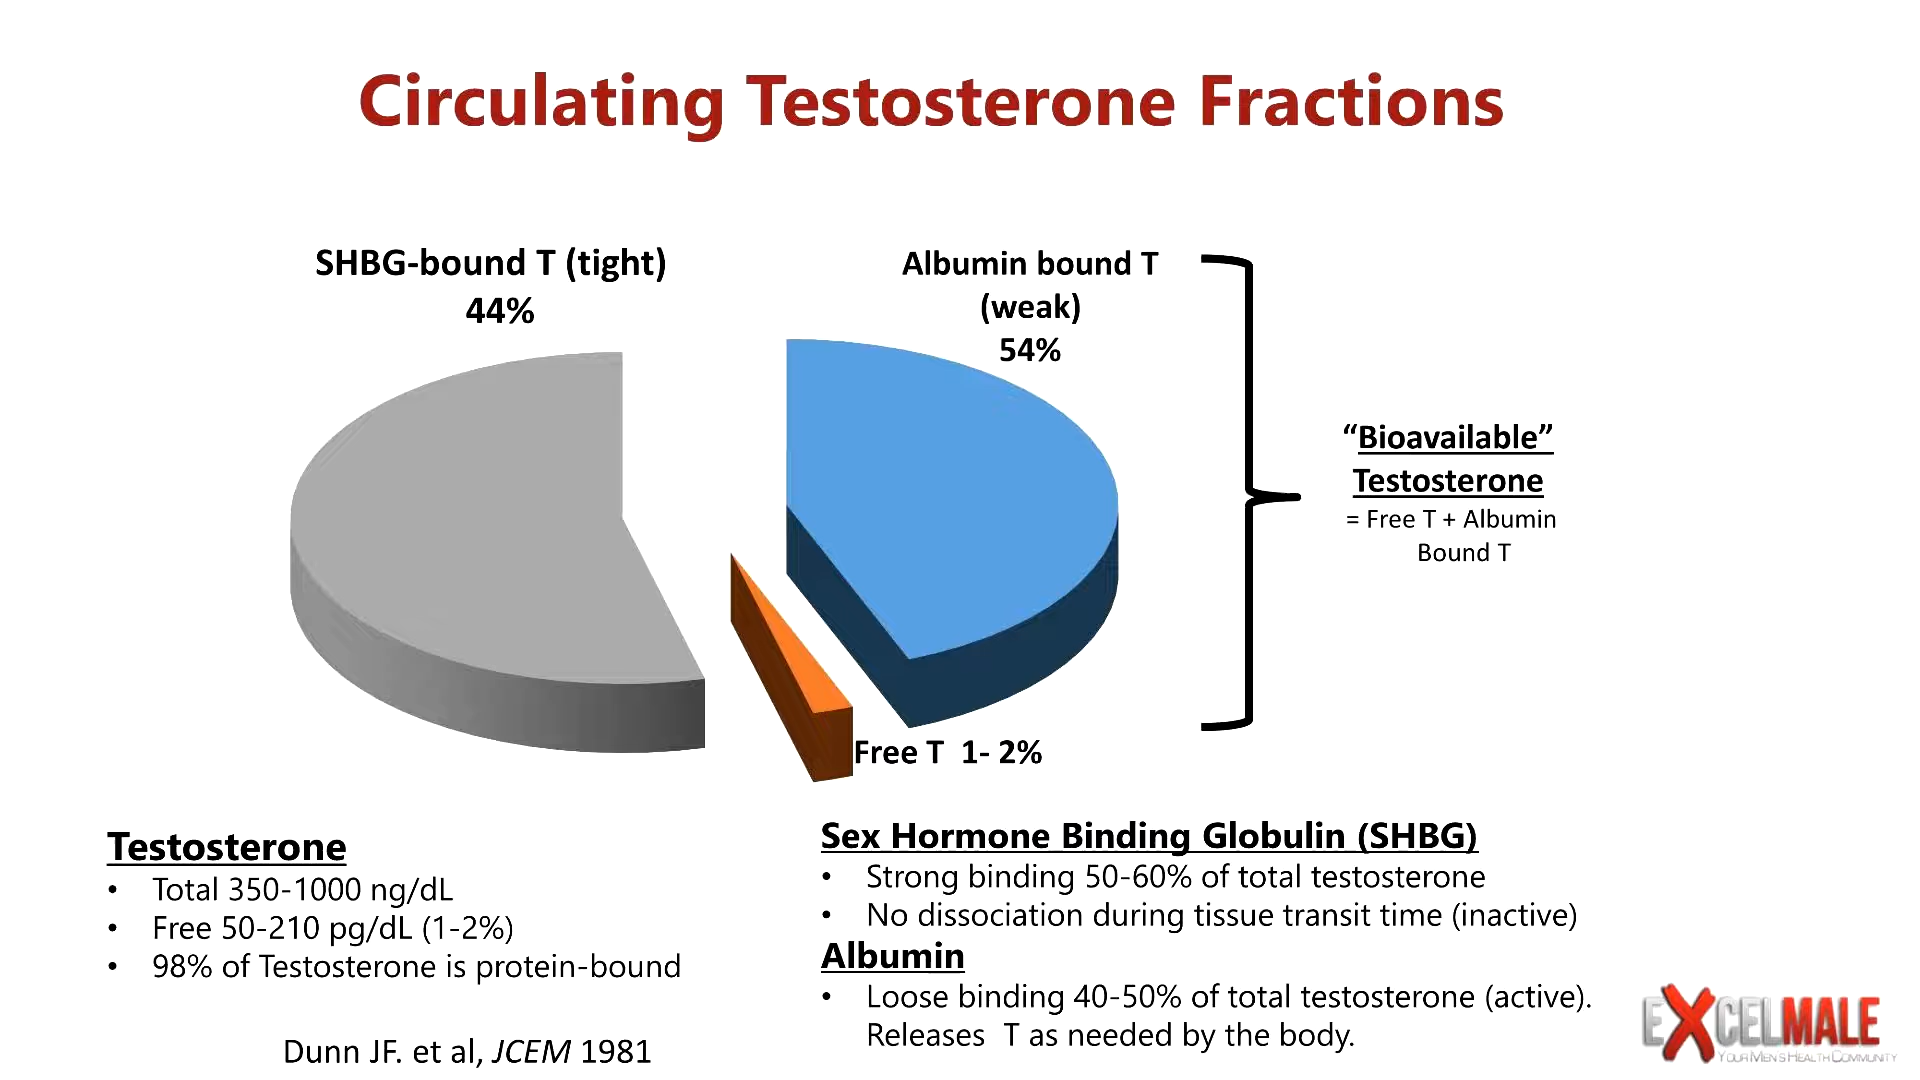 Circulating Testosterone Fractions
SHBG-bound T (tight)
44%
Albumin bound T
(weak)
54%
“Bioavailable”
Testosterone
= Free T + Albumin
Bound T
Free T 1- 2%
Testosterone
• Total 350-1000 ng/dL
• Free 50-210 pg/dL (1-2%)
• 98% of Testosterone is protein-bound
Dunn JF. et al, JCEM 1981
Sex Hormone Binding Globulin (SHBG)
• Strong binding 50-60% of total testosterone
• No dissociation during tissue transit time (inactive)
Albumin
• Loose binding 40-50% of total testosterone (active).
Releases T as needed by the body.
EXCELMALE
YOUR MEN'S HEALTH COMMUNITY